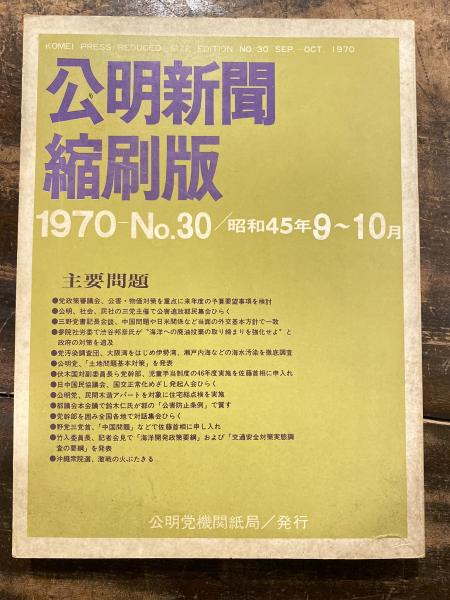 KOMEI PRESS REDUCED SIZE EDITION NO 30 SEP.-OCT. 1970
公明新聞
縮刷版
1970-No.30/昭和45年9~10月
主要問題
●党政策審議会、公害・物価対策を重点に来年度の予算要望事項を検討
●公明、社会、民社の三党主催で公害追放都民集会ひらく
●三野党書記長会談、中国問題や日米関係など当面の外交基本方針で一致
●参院社労委で渋谷邦彦氏が“海洋への廃油投棄の取り締まりを強化せよ”と
政府の対策を追及
●党汚染調査団、大阪湾をはじめ伊勢湾、瀬戸内海などの海水汚染を徹底調査
●公明党、「土地問題基本対策」を発表
●伏木国対副委員長ら党幹部、児童手当制度の46年度実施を佐藤首相に申入れ
●日中国民協議会、国交正常化めざし発起人会ひらく
●公明党、民間木造アパートを対象に住宅総点検を実施
●都議会本会議で鈴木仁氏が都の「公害防止条例」で質す
●党幹部を囲み全国各地で対話集会ひらく
●野党三党首、「中国問題」などで佐藤首相に申し入れ
●竹入委員長、記者会見で「海洋開発政策要綱」および「交通安全対策実態調
査の要綱」を発表
●沖縄衆院選、激戦の火ぶたきる
公明党機関紙局/発行